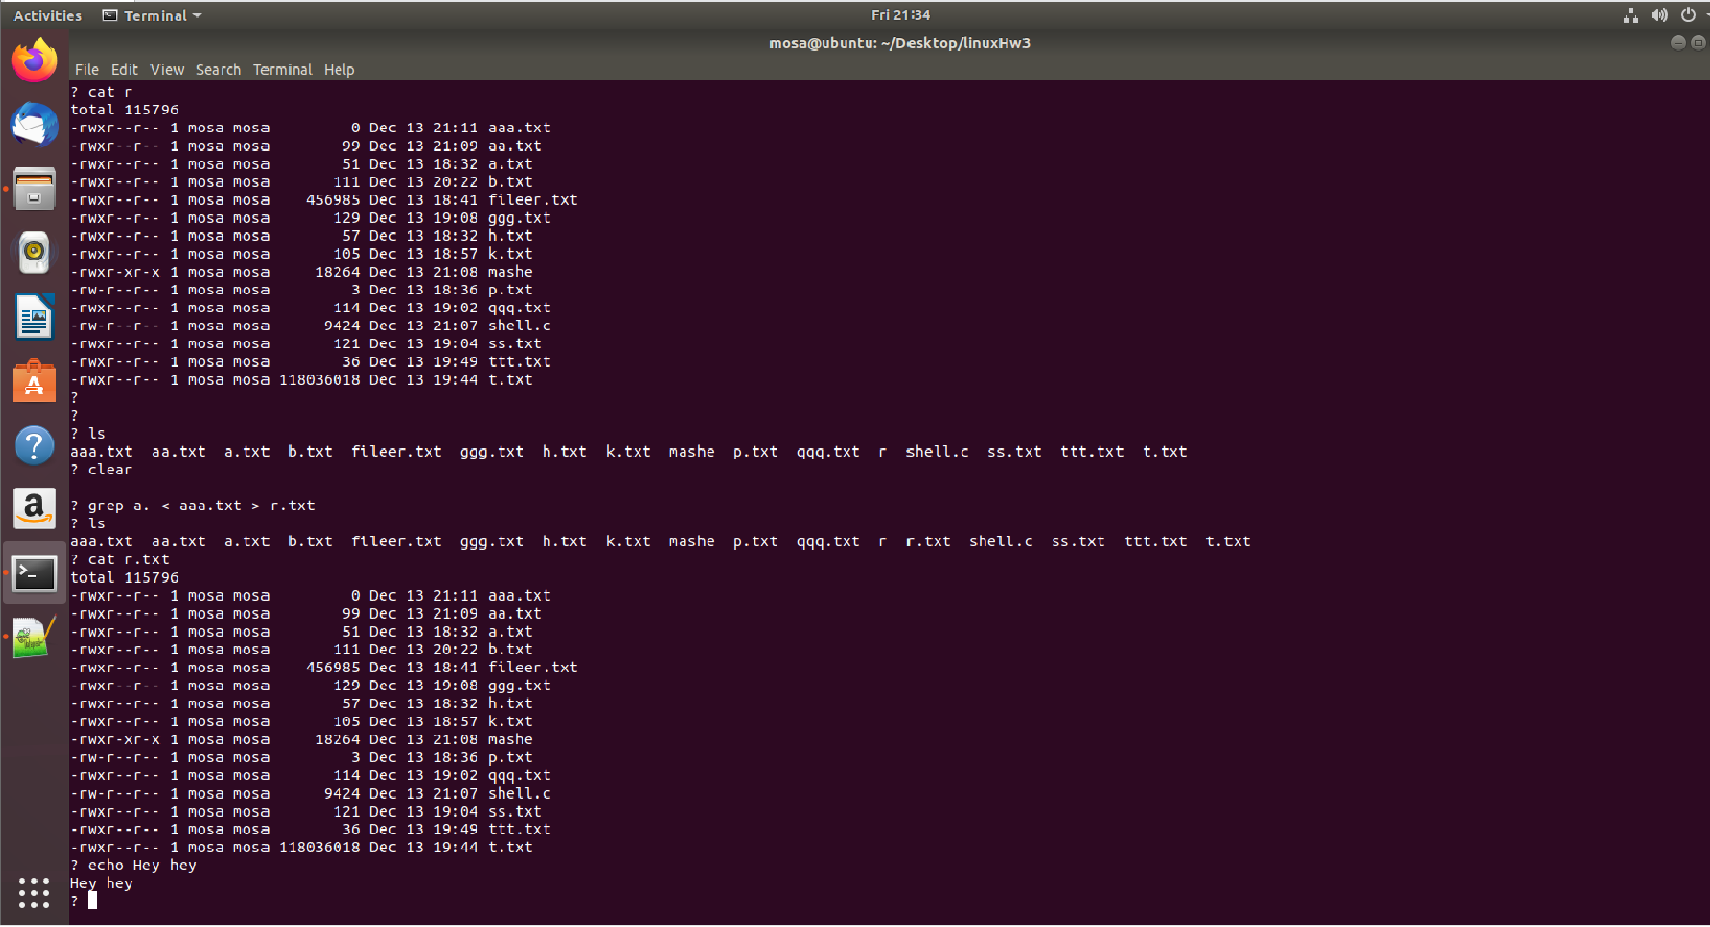 Activities Terminal Fri 21:34
mosa@ubuntu: ~/Desktop/linuxHw3
File Edit View Search Terminal Help
? cat r
total 115796
-rwxr--r-- 1 mosa mosa         0 Dec 13 21:11 aaa.txt
-rwxr--r-- 1 mosa mosa        99 Dec 13 21:09 aa.txt
-rwxr--r-- 1 mosa mosa        51 Dec 13 18:32 a.txt
-rwxr--r-- 1 mosa mosa       111 Dec 13 20:22 b.txt
-rwxr--r-- 1 mosa mosa    456985 Dec 13 18:41 fileer.txt
-rwxr--r-- 1 mosa mosa       129 Dec 13 19:08 ggg.txt
-rwxr--r-- 1 mosa mosa        57 Dec 13 18:32 h.txt
-rwxr--r-- 1 mosa mosa       105 Dec 13 18:57 k.txt
-rwxr-xr-x 1 mosa mosa     18264 Dec 13 21:08 mashe
-rw-r--r-- 1 mosa mosa         3 Dec 13 18:36 p.txt
-rwxr--r-- 1 mosa mosa       114 Dec 13 19:02 qqq.txt
-rw-r--r-- 1 mosa mosa      9424 Dec 13 21:07 shell.c
-rwxr--r-- 1 mosa mosa       121 Dec 13 19:04 ss.txt
-rwxr--r-- 1 mosa mosa        36 Dec 13 19:49 ttt.txt
-rwxr--r-- 1 mosa mosa 118036018 Dec 13 19:44 t.txt
?
?
? ls
aaa.txt  aa.txt  a.txt  b.txt  fileer.txt  ggg.txt  h.txt  k.txt  mashe  p.txt  qqq.txt  r  shell.c  ss.txt  ttt.txt  t.txt
? clear
? grep a. < aaa.txt > r.txt
? ls
aaa.txt  aa.txt  a.txt  b.txt  fileer.txt  ggg.txt  h.txt  k.txt  mashe  p.txt  qqq.txt  r  r.txt  shell.c  ss.txt  ttt.txt  t.txt
? cat r.txt
total 115796
-rwxr--r-- 1 mosa mosa         0 Dec 13 21:11 aaa.txt
-rwxr--r-- 1 mosa mosa        99 Dec 13 21:09 aa.txt
-rwxr--r-- 1 mosa mosa        51 Dec 13 18:32 a.txt
-rwxr--r-- 1 mosa mosa       111 Dec 13 20:22 b.txt
-rwxr--r-- 1 mosa mosa    456985 Dec 13 18:41 fileer.txt
-rwxr--r-- 1 mosa mosa       129 Dec 13 19:08 ggg.txt
-rwxr--r-- 1 mosa mosa        57 Dec 13 18:32 h.txt
-rwxr--r-- 1 mosa mosa       105 Dec 13 18:57 k.txt
-rwxr-xr-x 1 mosa mosa     18264 Dec 13 21:08 mashe
-rw-r--r-- 1 mosa mosa         3 Dec 13 18:36 p.txt
-rwxr--r-- 1 mosa mosa       114 Dec 13 19:02 qqq.txt
-rw-r--r-- 1 mosa mosa      9424 Dec 13 21:07 shell.c
-rwxr--r-- 1 mosa mosa       121 Dec 13 19:04 ss.txt
-rwxr--r-- 1 mosa mosa        36 Dec 13 19:49 ttt.txt
-rwxr--r-- 1 mosa mosa 118036018 Dec 13 19:44 t.txt
? echo Hey hey
Hey hey
?